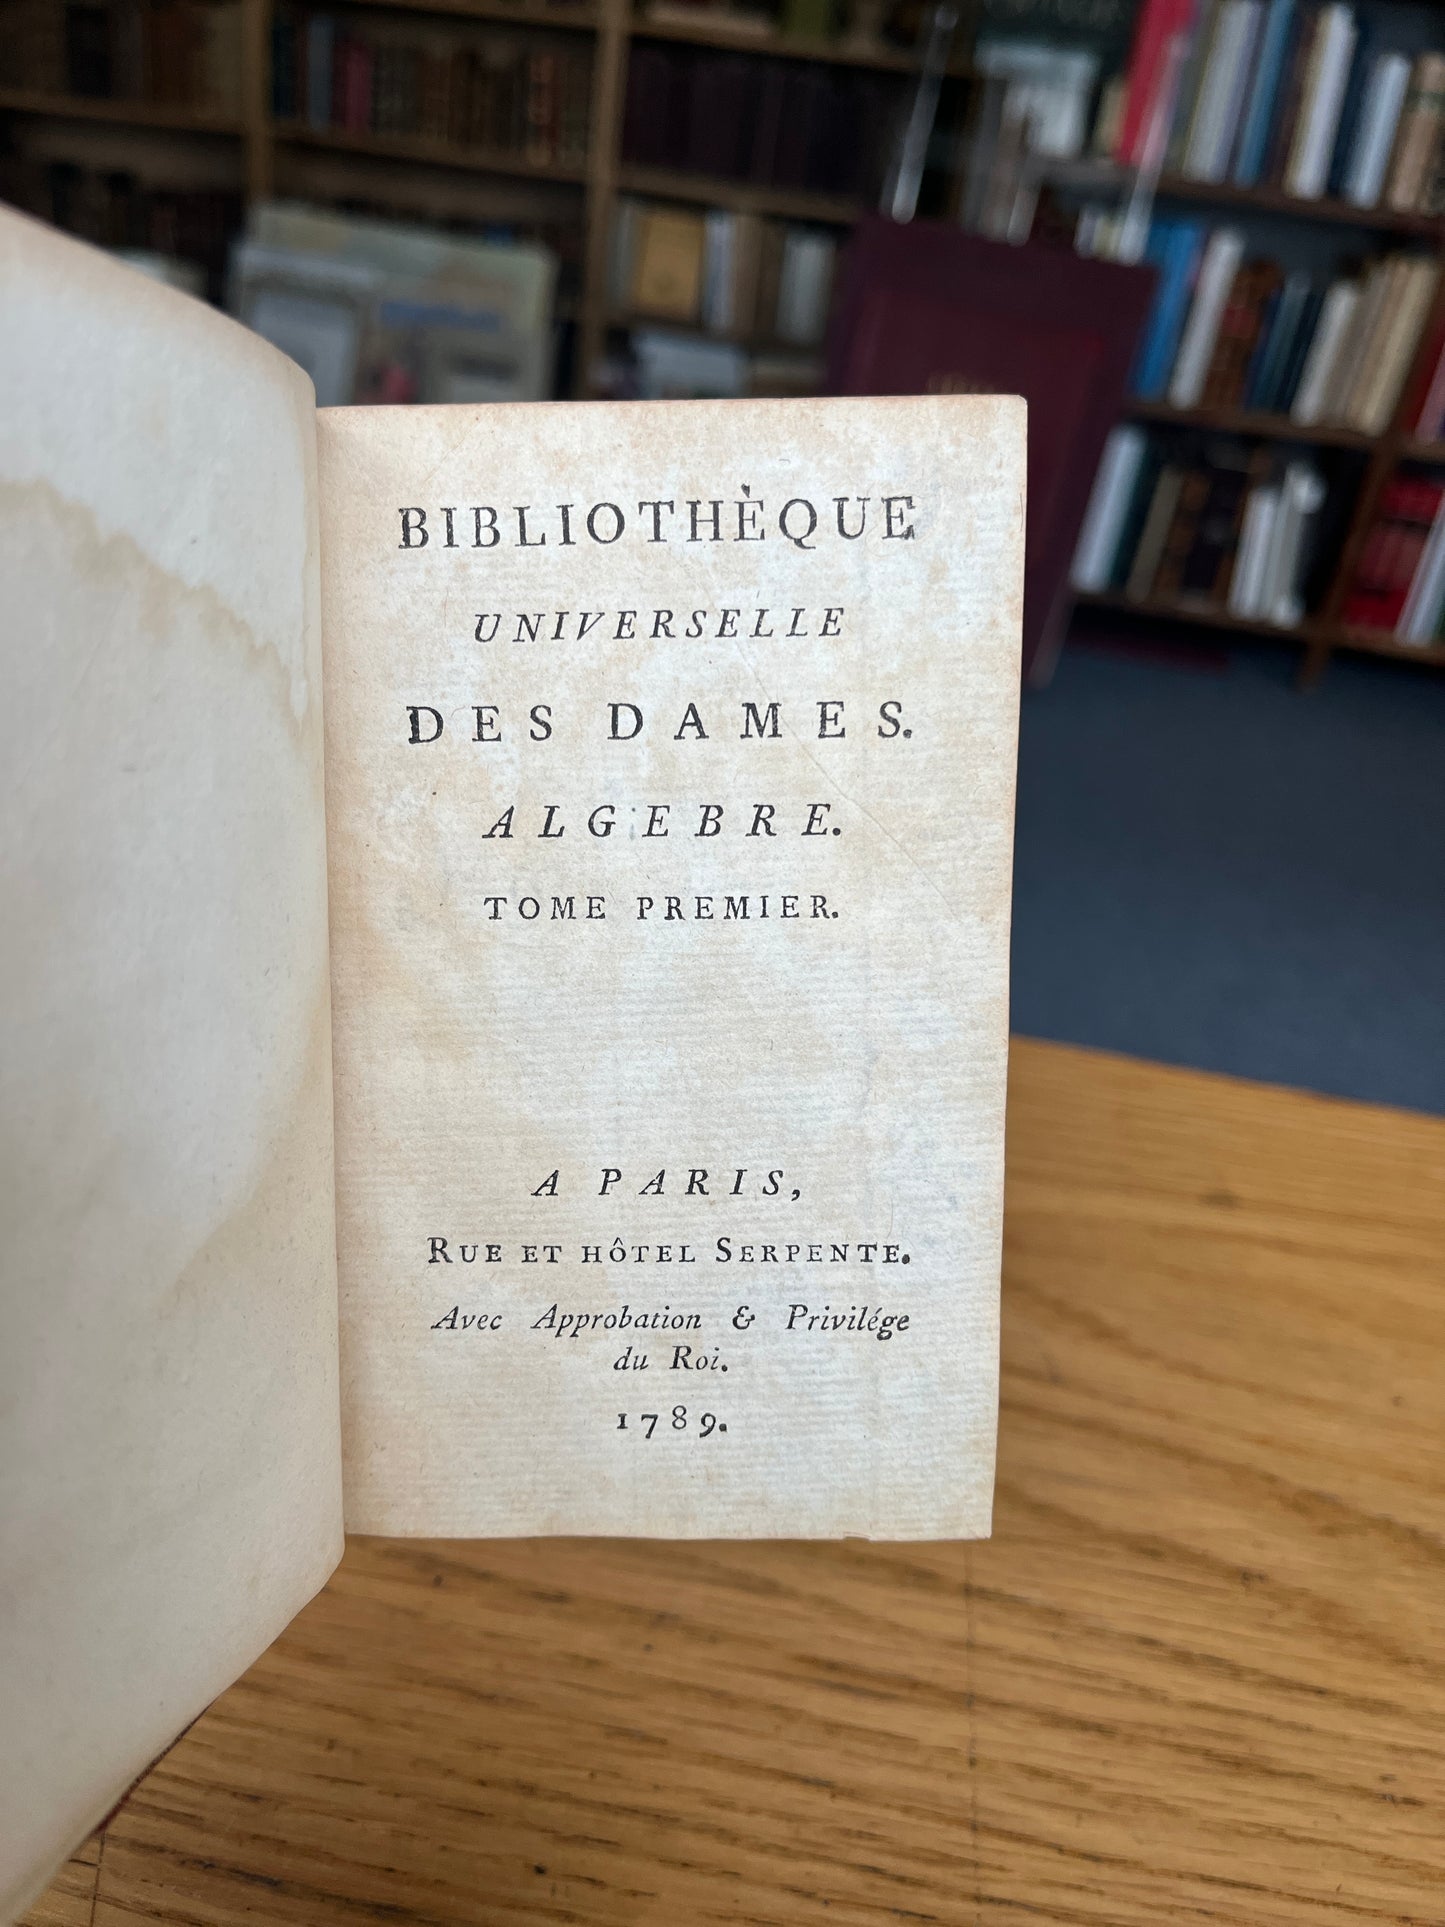 BIBLIOTHÈQUE
UNIVERSELLE
DES DAMES.
ALGEBRE.
TOME PREMIER.
A PARIS,
RUE ET HÔTEL SERPENTE.
Avec Approbation & Privilége
du Roi.
1789.